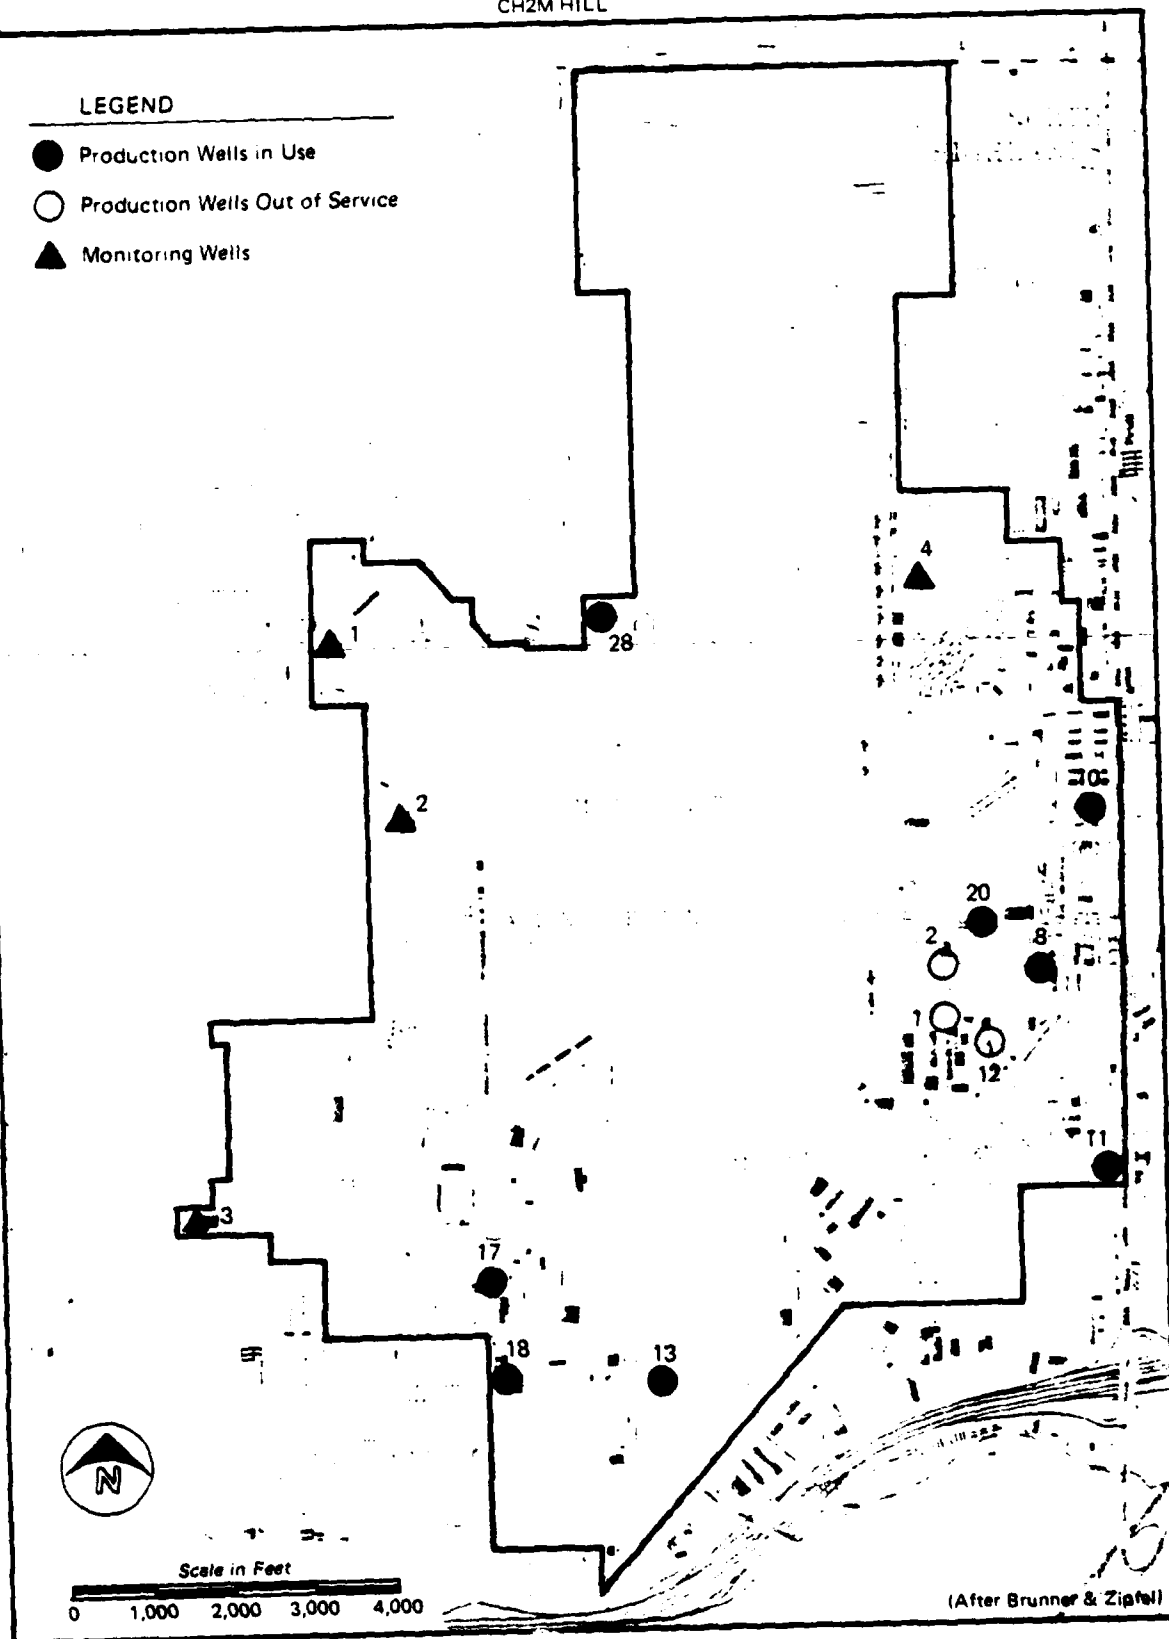 CH2M HILL
LEGEND
Production Wells in Use
Production Wells Out of Service
Monitoring Wells
4
1
28
2
10
20
2
8
1
12
11
3
17
18
13
N
Scale in Feet
0 1,000 2,000 3,000 4,000
(After Brunner & Zipfel)